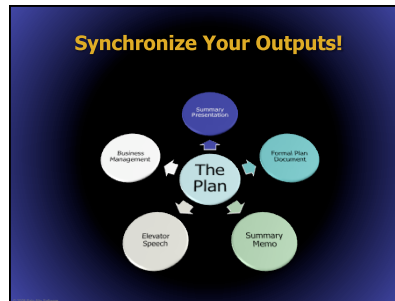 Synchronize Your Outputs!
Summary
Presentation
Business
Management
Formal Plan
Document
The
Plan
Elevator
Speech
Summary
Memo